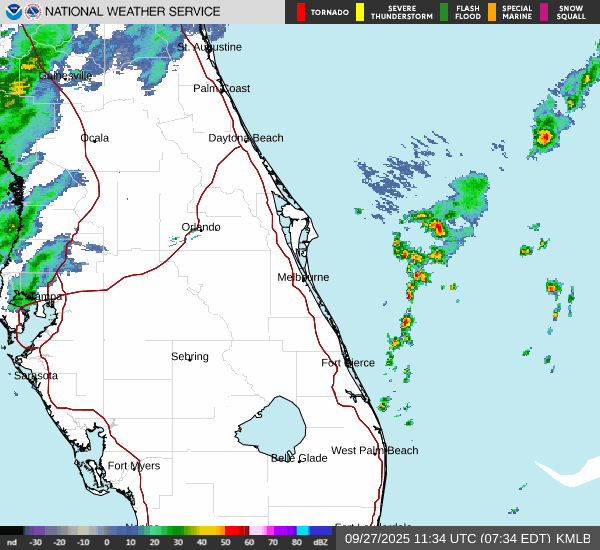 NATIONAL WEATHER SERVICE
TORNADO
SEVERE THUNDERSTORM
FLASH FLOOD
SPECIAL MARINE
SNOW SQUALL
St. Augustine
Gainesville
Palm Coast
Ocala
Daytona Beach
Orlando
Melbourne
Tampa
Sebring
Fort Pierce
Sarasota
West Palm Beach
Belle Glade
Fort Myers
Fort Lauderdale
nd -30 -20 -10 0 10 20 30 40 50 60 70 80 dBZ
09/27/2025 11:34 UTC (07:34 EDT) KMLB